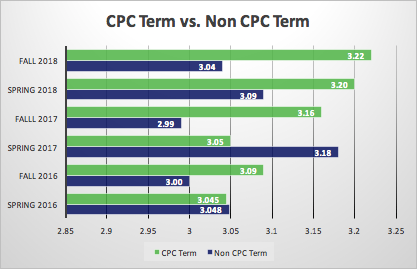 CPC Term vs. Non CPC Term
FALL 2018
3.22
3.04
SPRING 2018
3.20
3.09
FALLL 2017
3.16
2.99
SPRING 2017
3.05
3.18
FALL 2016
3.09
3.00
SPRING 2016
3.045
3.048
2.85 2.9 2.95 3 3.05 3.1 3.15 3.2 3.25
CPC Term Non CPC Term